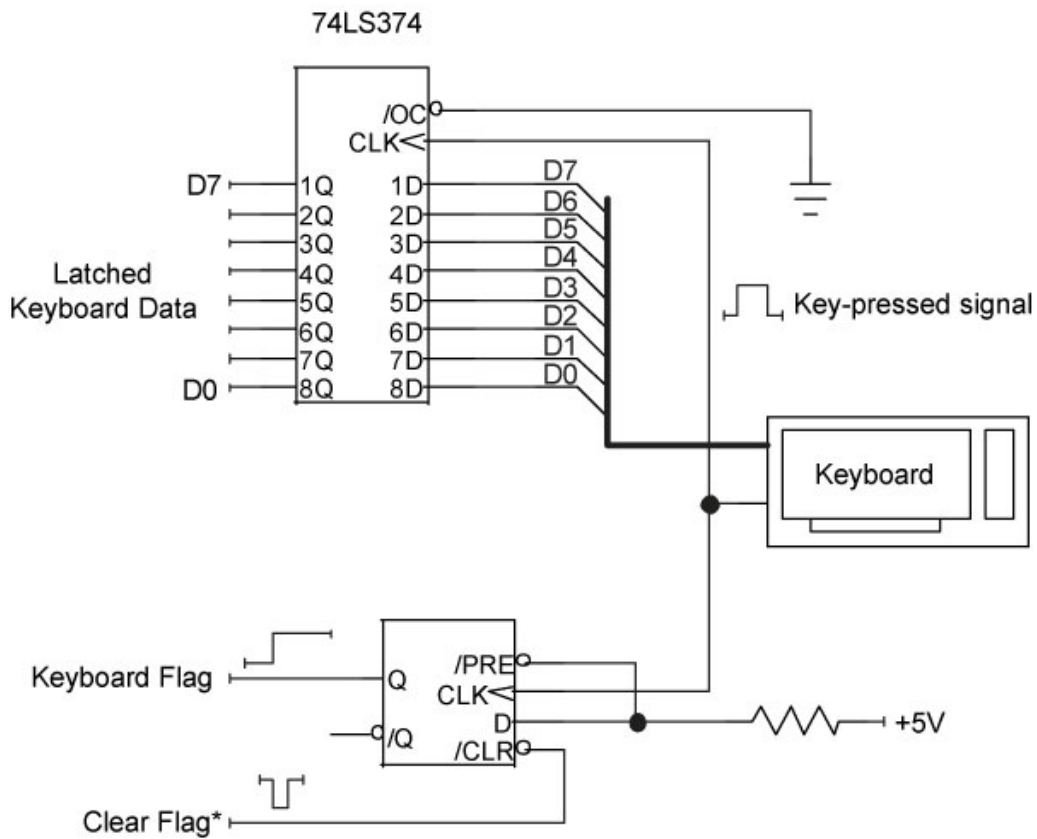 74LS374
/OC
CLK
D7 1Q 1D D7
2Q 2D D6
3Q 3D D5
4Q 4D D4
5Q 5D D3
6Q 6D D2
7Q 7D D1
D0 8Q 8D D0
Latched
Keyboard Data
Key-pressed signal
Keyboard
/PRE
Keyboard Flag Q
CLK
D +5V
/Q
/CLR
Clear Flag*